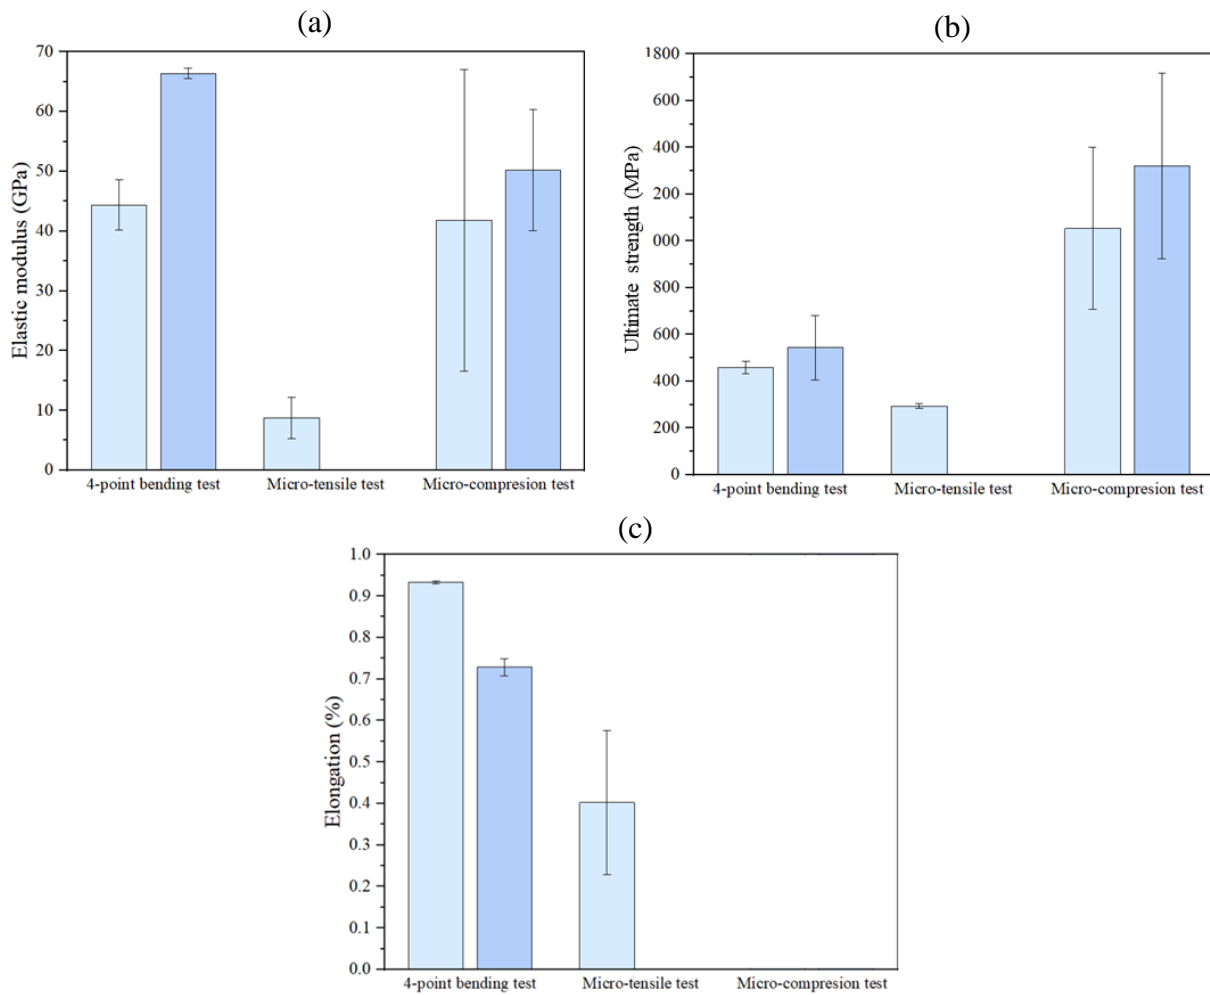 (a)
70
60
50
40
30
20
10
0
Elastic modulus (GPa)
4-point bending test
Micro-tensile test
Micro-compresion test
(b)
1800
600
400
200
000
800
600
400
200
0
Ultimate strength (MPa)
4-point bending test
Micro-tensile test
Micro-compresion test
(c)
1.0
0.9
0.8
0.7
0.6
0.5
0.4
0.3
0.2
0.1
0.0
Elongation (%)
4-point bending test
Micro-tensile test
Micro-compresion test